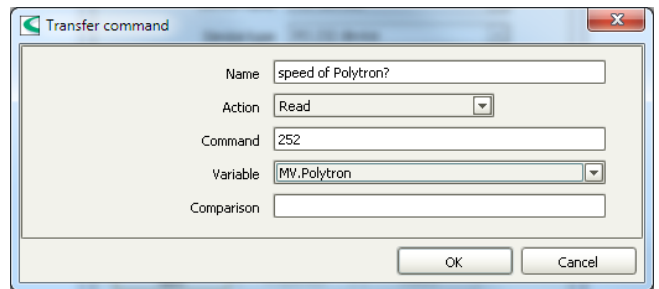 Transfer command
Name speed of Polytron?
Action Read
Command 252
Variable MV.Polytron
Comparison
OK Cancel